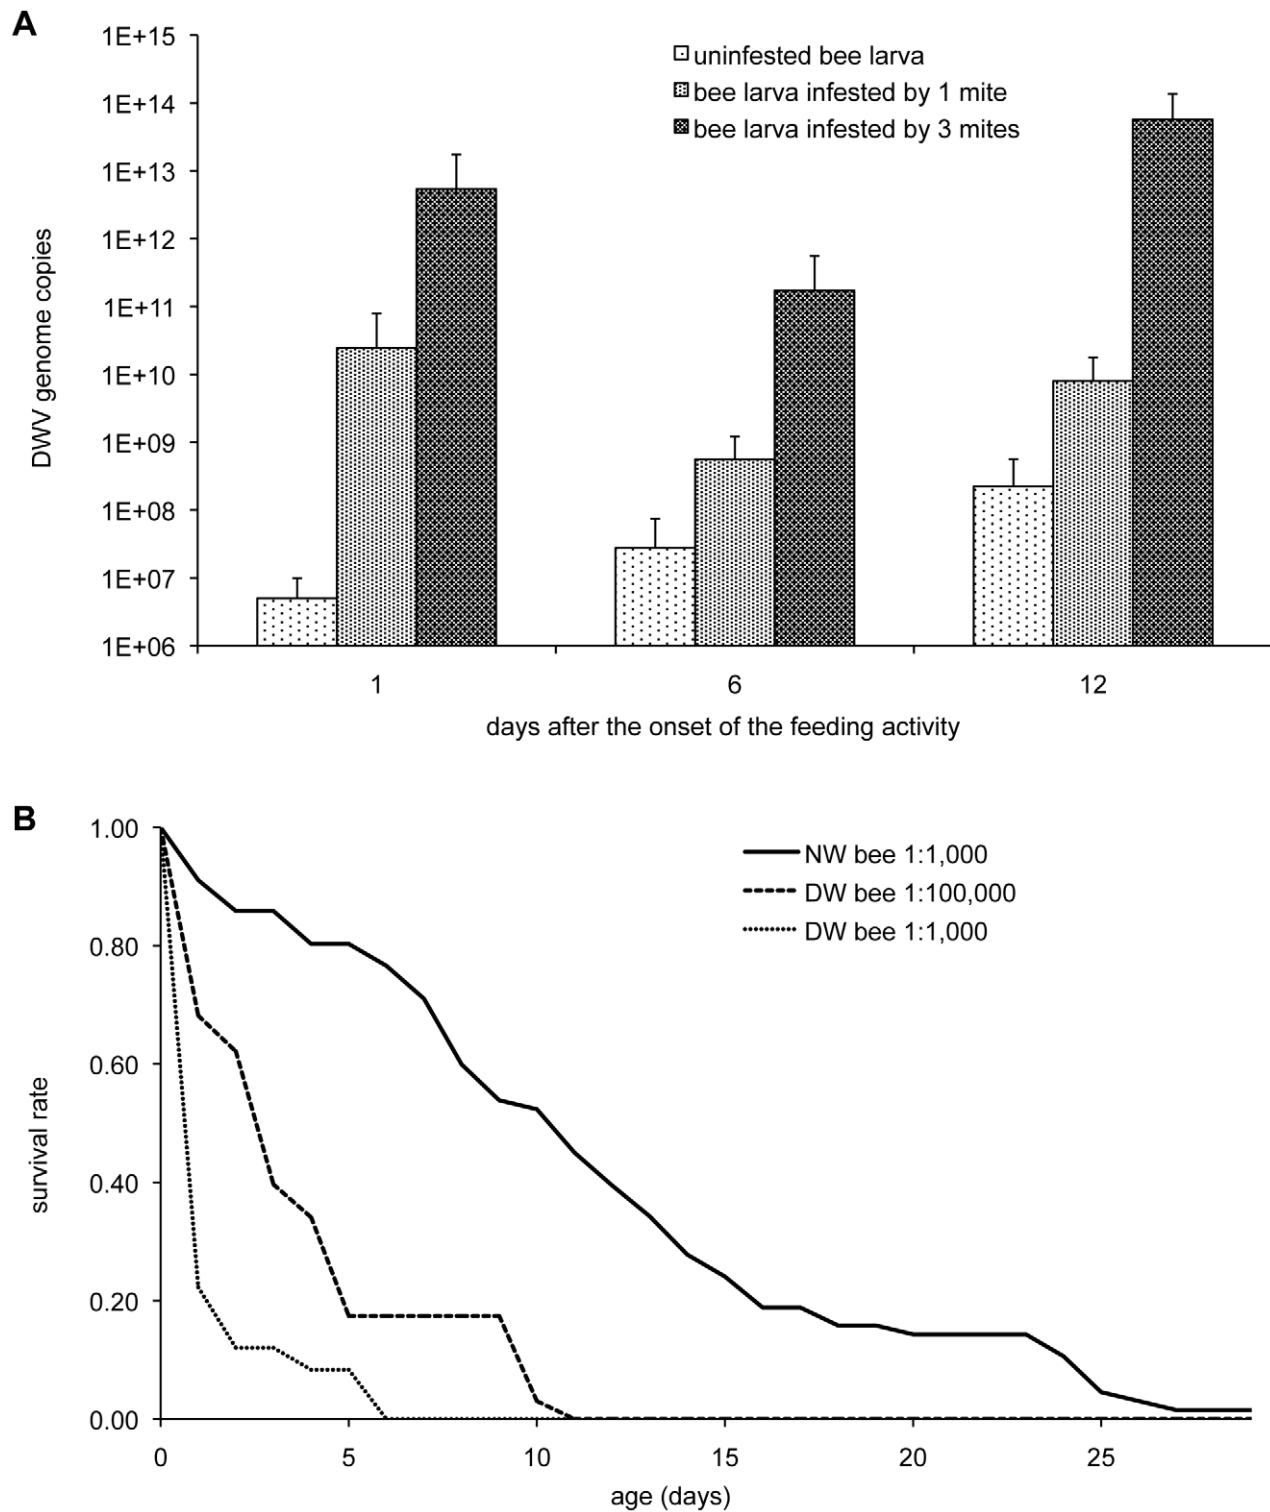 A
1E+15
1E+14
1E+13
1E+12
1E+11
1E+10
1E+09
1E+08
1E+07
1E+06
DWV genome copies
uninfested bee larva
bee larva infested by 1 mite
bee larva infested by 3 mites
1 6 12
days after the onset of the feeding activity
B
1.00
0.80
0.60
0.40
0.20
0.00
survival rate
NW bee 1:1,000
DW bee 1:100,000
DW bee 1:1,000
0 5 10 15 20 25
age (days)